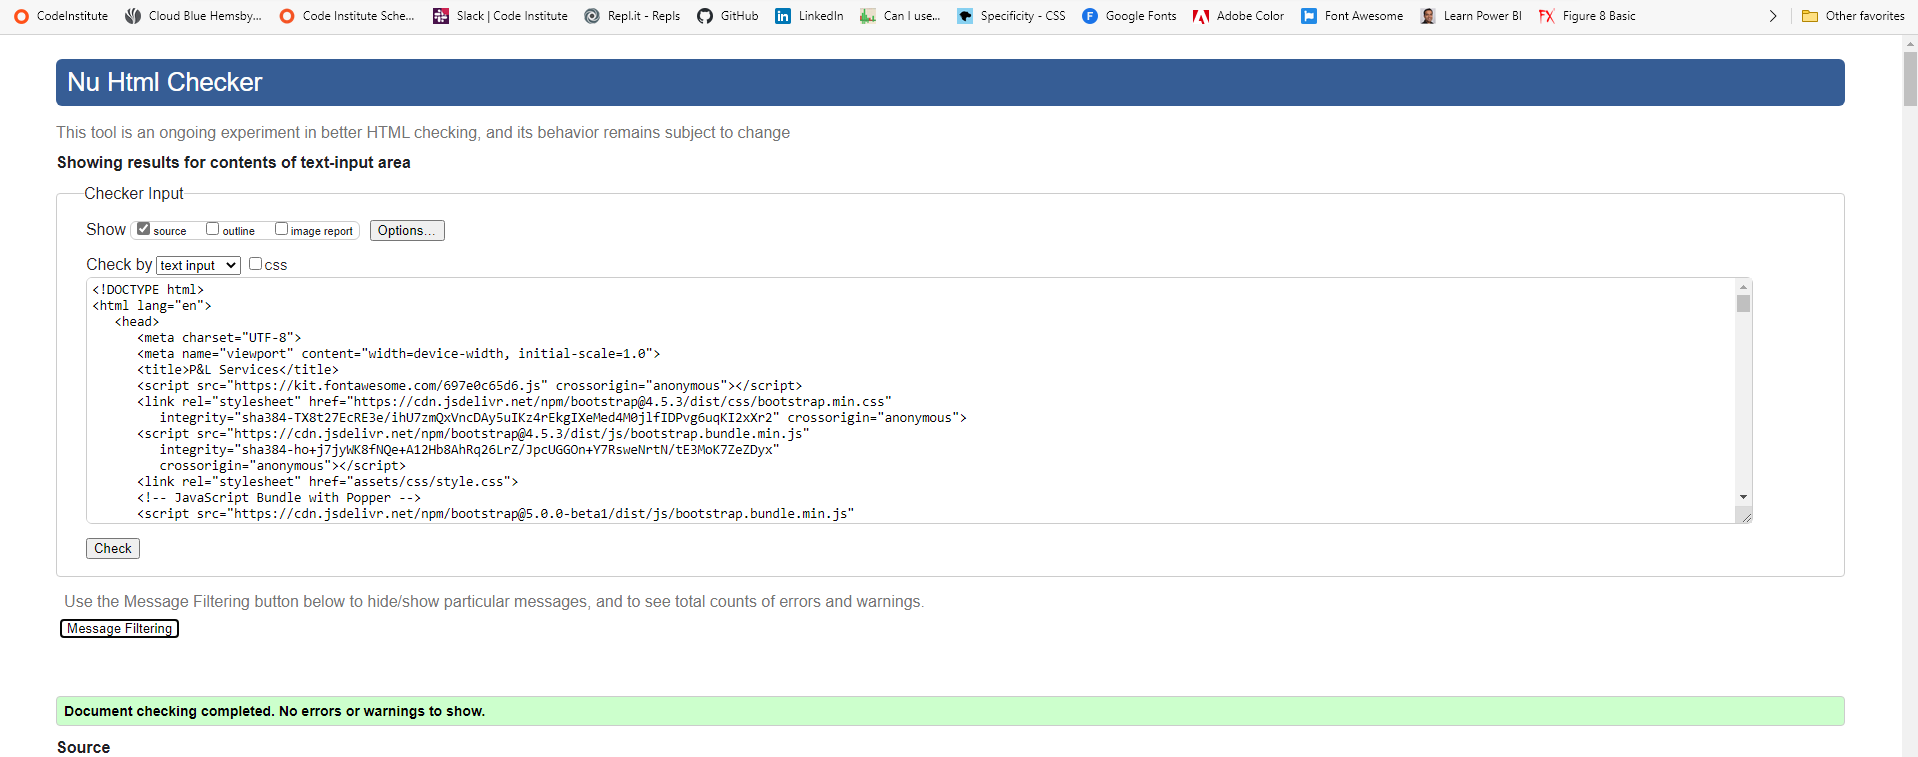 CodeInstitute Cloud Blue Hemsby... Code Institute Sche... Slack | Code Institute Repl.it - Repls GitHub LinkedIn Can I use... Specificity - CSS Google Fonts Adobe Color Font Awesome Learn Power BI Figure 8 Basic Other favorites
Nu Html Checker
This tool is an ongoing experiment in better HTML checking, and its behavior remains subject to change
Showing results for contents of text-input area
Checker Input
Show source outline image report Options...
Check by text input css
<!DOCTYPE html>
<html lang="en">
<head>
<meta charset="UTF-8">
<meta name="viewport" content="width=device-width, initial-scale=1.0">
<title>P&L Services</title>
<script src="https://kit.fontawesome.com/697e0c65d6.js" crossorigin="anonymous"></script>
<link rel="stylesheet" href="https://cdn.jsdelivr.net/npm/bootstrap@4.5.3/dist/css/bootstrap.min.css"
integrity="sha384-TX8t27EcRE3e/ihU7zmQxVncDAy5uIKz4rEkgIXeMed4M0jlfIDPvg6uqKI2xXr2" crossorigin="anonymous">
<script src="https://cdn.jsdelivr.net/npm/bootstrap@4.5.3/dist/js/bootstrap.bundle.min.js"
integrity="sha384-ho+j7jyWK8fNQe+A12Hb8AhRq26LrZ/JpcUGGOn+Y7RsweNrtN/tE3MoK7ZeZDyx"
crossorigin="anonymous"></script>
<link rel="stylesheet" href="assets/css/style.css">
<!-- JavaScript Bundle with Popper -->
<script src="https://cdn.jsdelivr.net/npm/bootstrap@5.0.0-beta1/dist/js/bootstrap.bundle.min.js"
Check
Use the Message Filtering button below to hide/show particular messages, and to see total counts of errors and warnings.
Message Filtering
Document checking completed. No errors or warnings to show.
Source